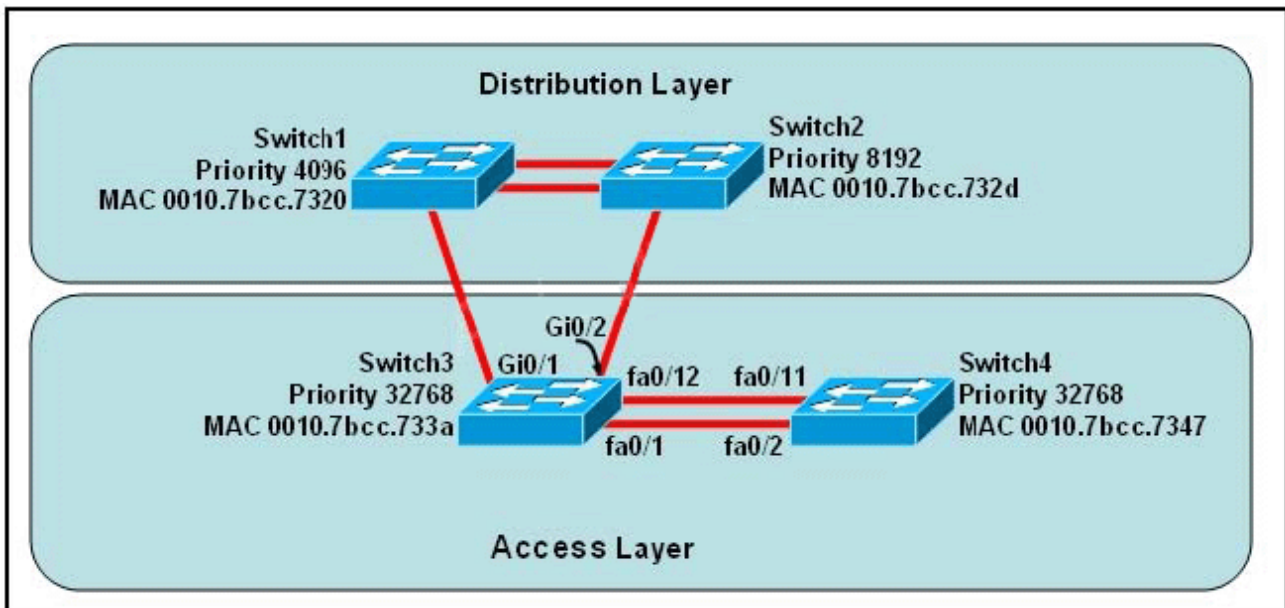 Distribution Layer
Switch1
Priority 4096
MAC 0010.7bcc.7320
Switch2
Priority 8192
MAC 0010.7bcc.732d
Gi0/2
Switch3
Priority 32768
MAC 0010.7bcc.733a
Gi0/1
fa0/12
fa0/11
fa0/1
fa0/2
Switch4
Priority 32768
MAC 0010.7bcc.7347
Access Layer